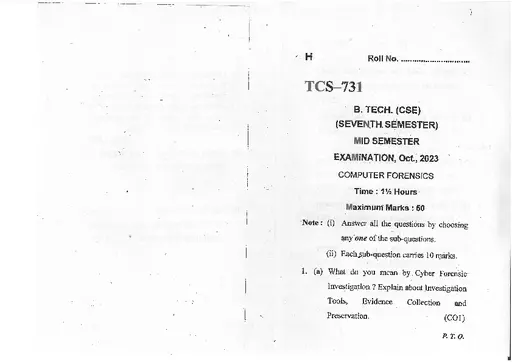 H Roll No. ..............................
TCS–731
B. TECH. (CSE)
(SEVENTH SEMESTER)
MID SEMESTER
EXAMINATION, Oct., 2023
COMPUTER FORENSICS
Time : 1½ Hours
Maximum Marks : 50
Note : (i) Answer all the questions by choosing
any one of the sub-questions.
(ii) Each sub-question carries 10 marks.
1. (a) What do you mean by Cyber Forensic
Investigation ? Explain about Investigation
Tools, Evidence Collection and
Preservation. (CO1)
P. T. O.